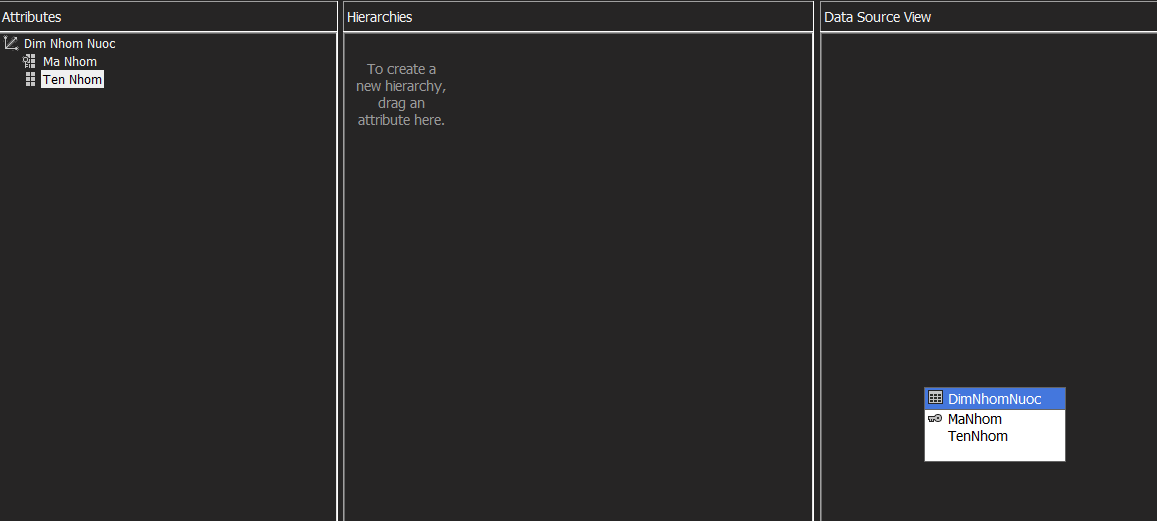 Attributes
Dim Nhom Nuoc
Ma Nhom
Ten Nhom
Hierarchies
To create a
new hierarchy,
drag an
attribute here.
Data Source View
DimNhomNuoc
MaNhom
TenNhom